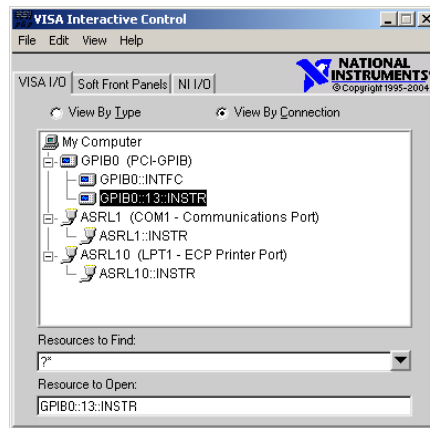 VISA Interactive Control
File Edit View Help
NATIONAL
INSTRUMENTS
© Copyright 1995-2004
VISA I/O Soft Front Panels NI I/O
View By Type View By Connection
My Computer
GPIB0 (PCI-GPIB)
GPIB0::INTFC
GPIB0::13::INSTR
ASRL1 (COM1 - Communications Port)
ASRL1::INSTR
ASRL10 (LPT1 - ECP Printer Port)
ASRL10::INSTR
Resources to Find:
?*
Resource to Open:
GPIB0::13::INSTR